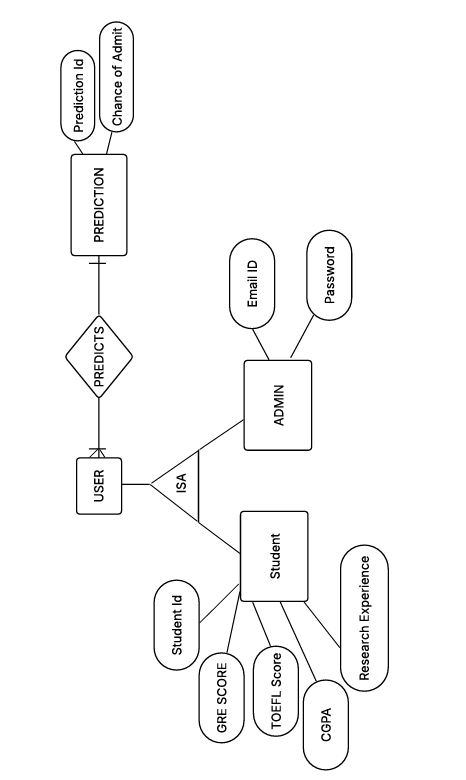 USER
PREDICTS
PREDICTION
Prediction Id
Chance of Admit
ISA
Student Id
GRE SCORE
TOEFL Score
CGPA
Research Experience
Student
ADMIN
Email ID
Password